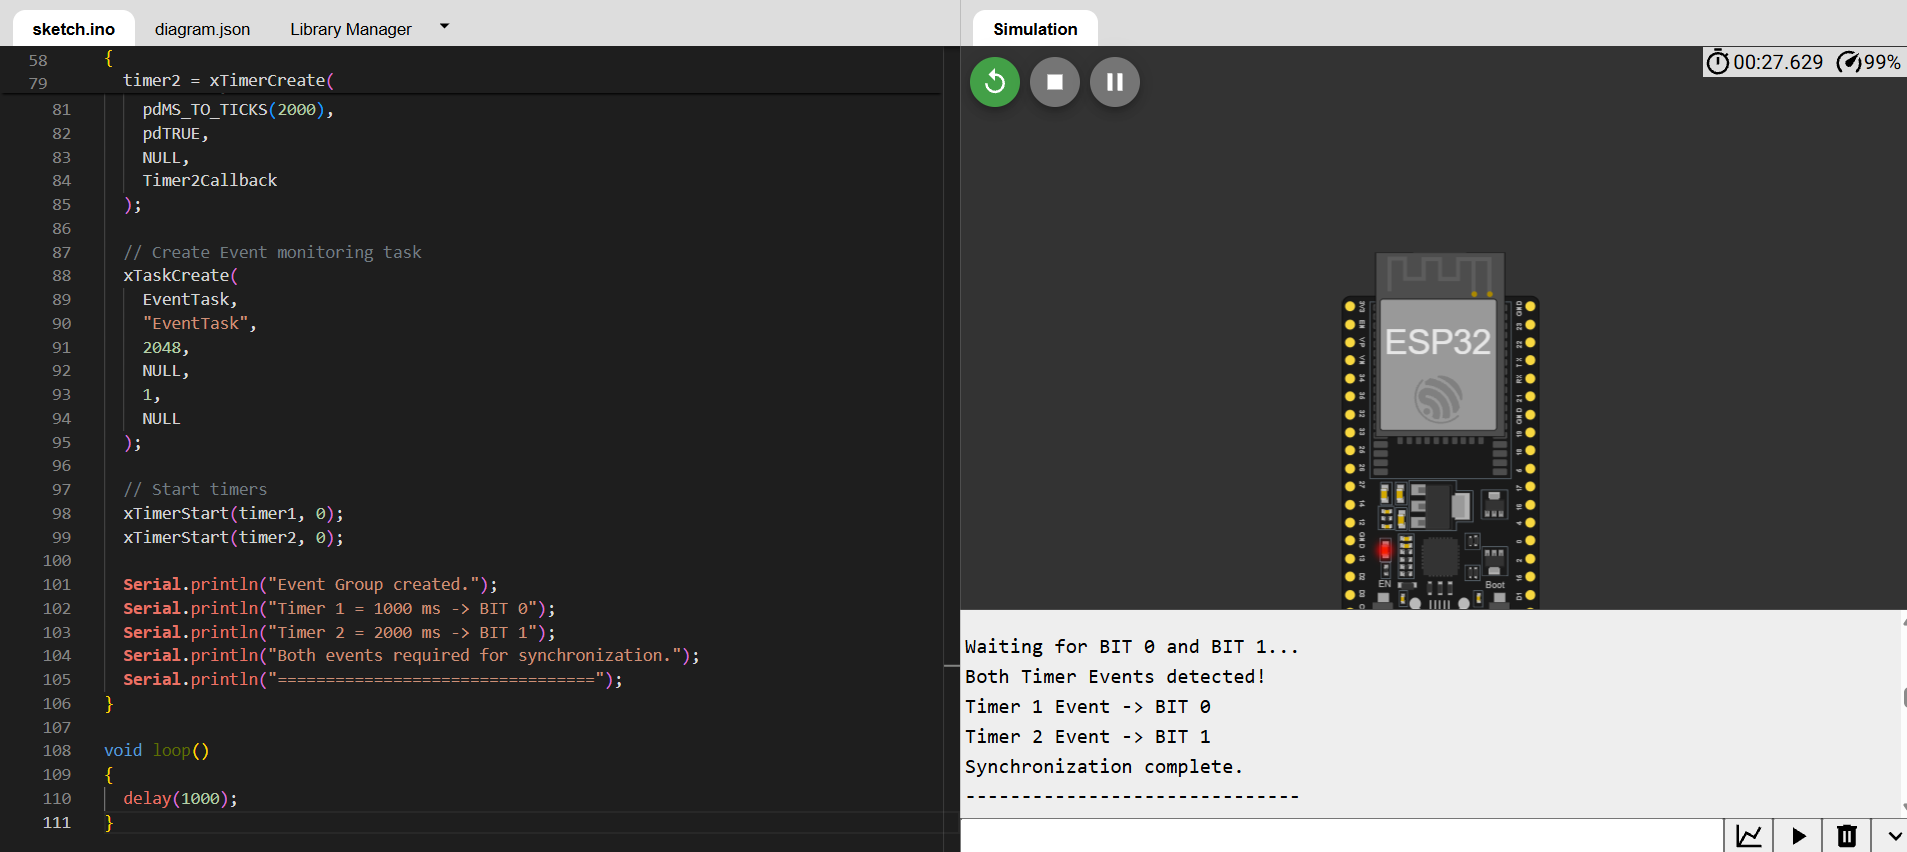 sketch.ino
diagram.json
Library Manager
58 {
79 timer2 = xTimerCreate(
81 pdMS_TO_TICKS(2000),
82 pdTRUE,
83 NULL,
84 Timer2Callback
85 );
86
87 // Create Event monitoring task
88 xTaskCreate(
89 EventTask,
90 "EventTask",
91 2048,
92 NULL,
93 1,
94 NULL
95 );
96
97 // Start timers
98 xTimerStart(timer1, 0);
99 xTimerStart(timer2, 0);
100
101 Serial.println("Event Group created.");
102 Serial.println("Timer 1 = 1000 ms -> BIT 0");
103 Serial.println("Timer 2 = 2000 ms -> BIT 1");
104 Serial.println("Both events required for synchronization.");
105 Serial.println("=================================");
106 }
107
108 void loop()
109 {
110 delay(1000);
111 }
Simulation
00:27.629 99%
ESP32
EN
Boot
Waiting for BIT 0 and BIT 1...
Both Timer Events detected!
Timer 1 Event -> BIT 0
Timer 2 Event -> BIT 1
Synchronization complete.
------------------------------